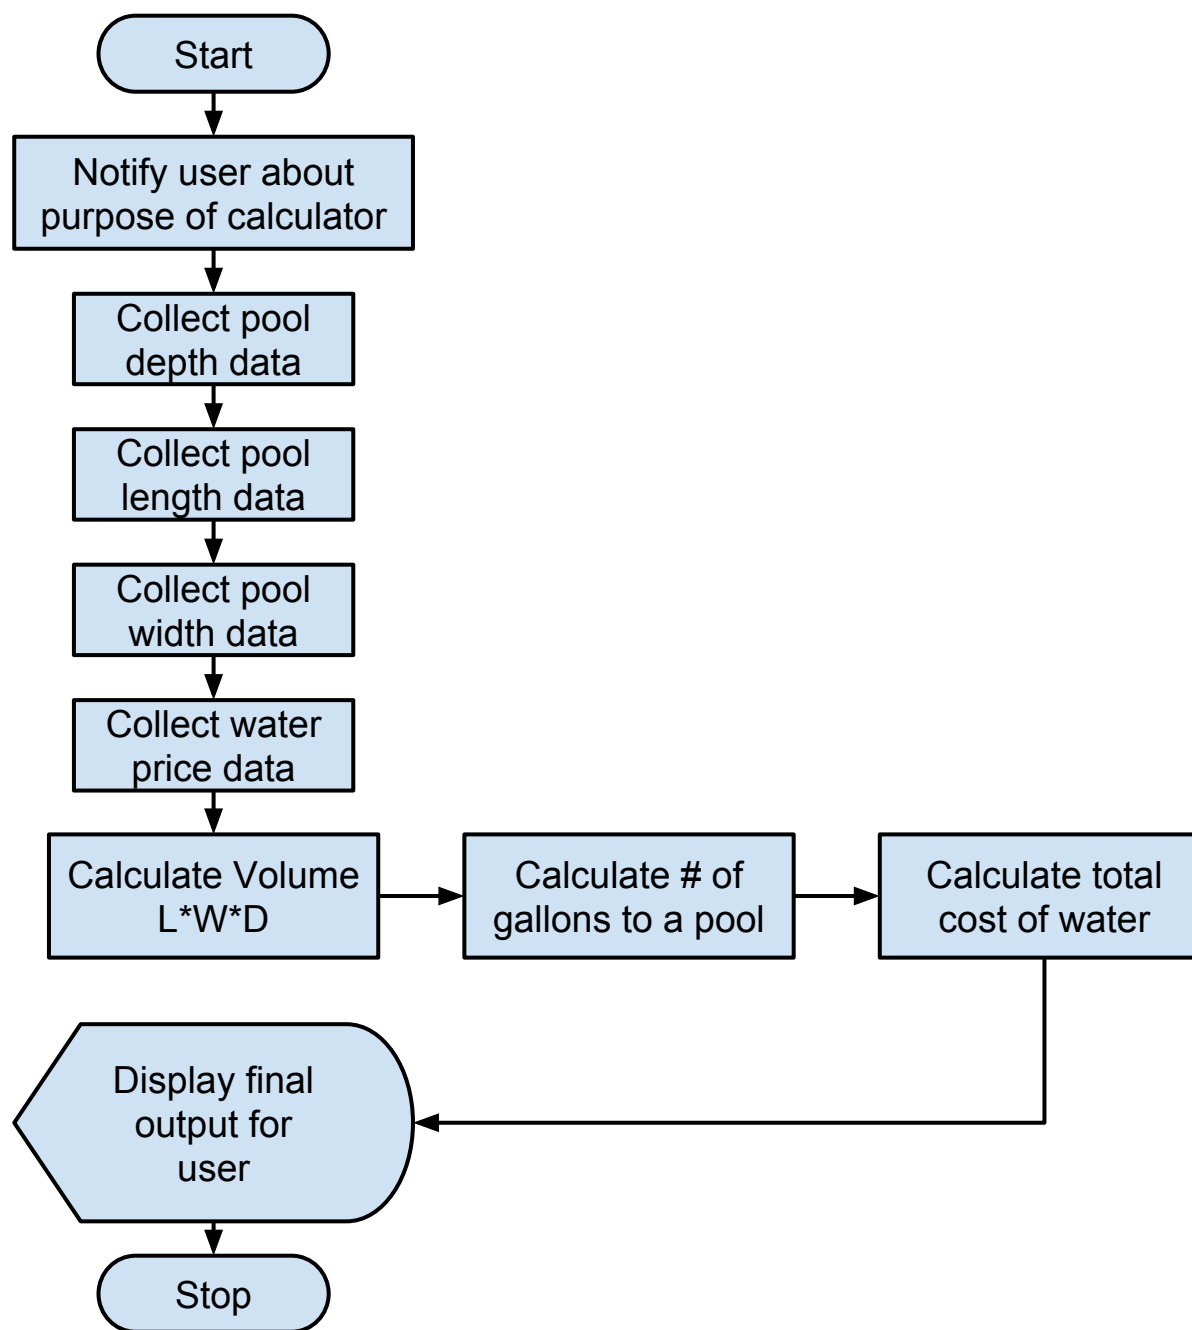 Start
Notify user about
purpose of calculator
Collect pool
depth data
Collect pool
length data
Collect pool
width data
Collect water
price data
Calculate Volume
L*W*D
Calculate # of
gallons to a pool
Calculate total
cost of water
Display final
output for
user
Stop